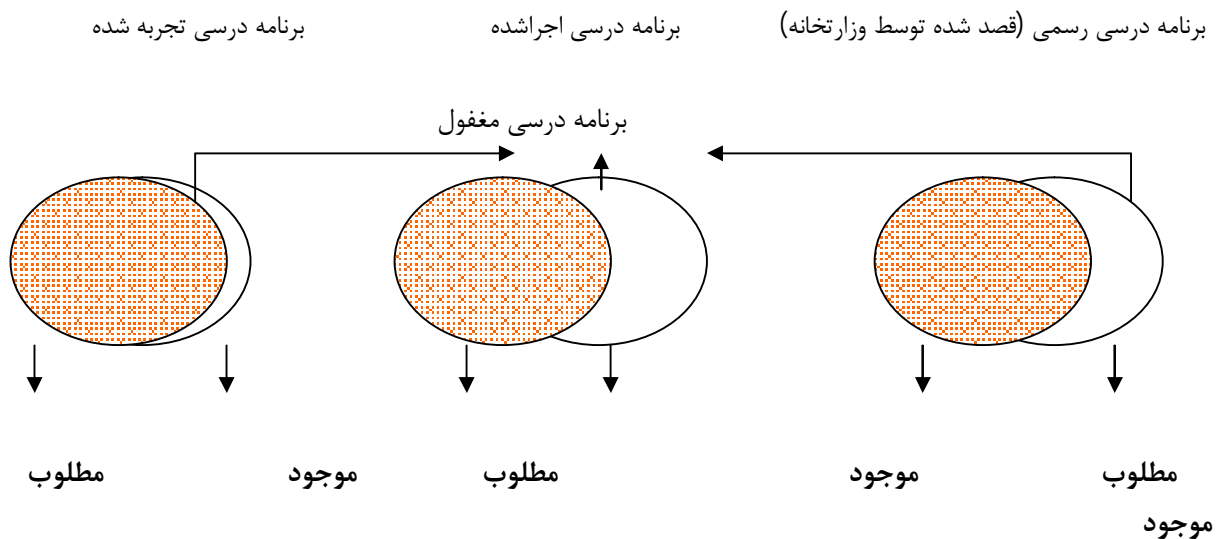 برنامه درسی رسمی (قصد شده توسط وزارتخانه) برنامه درسی اجراشده برنامه درسی تجربه شده
برنامه درسی مغفول
مطلوب موجود مطلوب موجود مطلوب
موجود